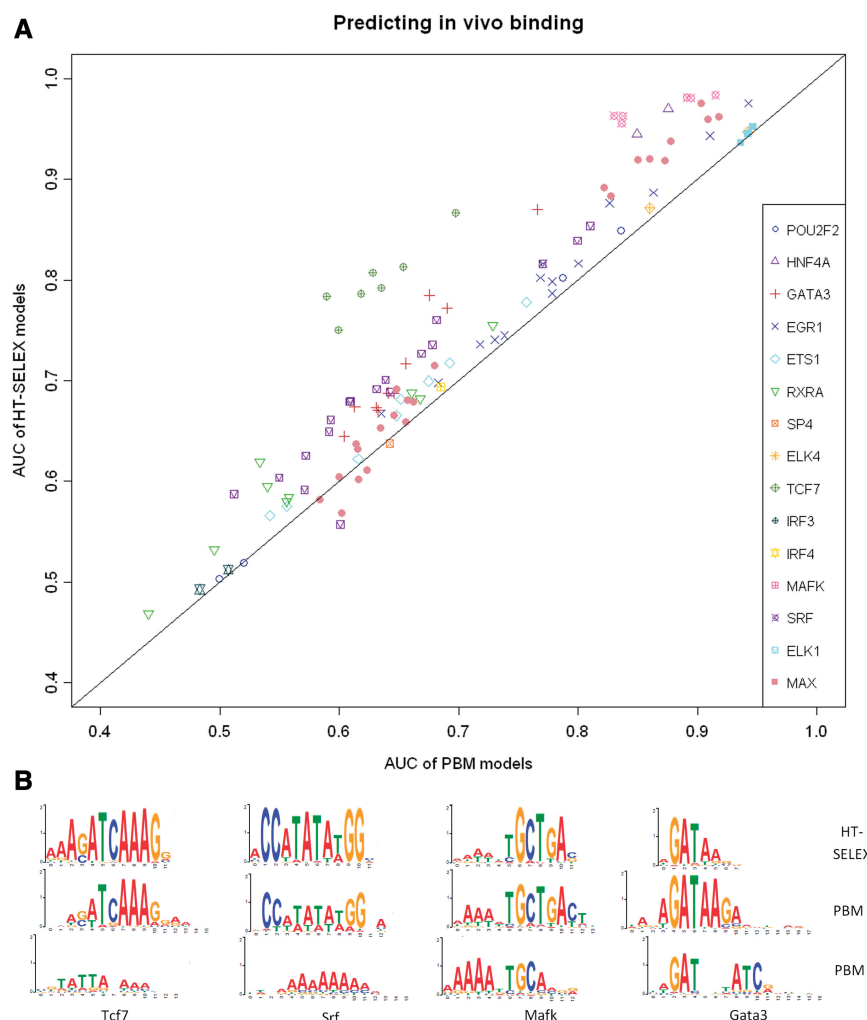 A
Predicting in vivo binding
AUC of HT-SELEX models
1.0
0.9
0.8
0.7
0.6
0.5
0.4
0.4 0.5 0.6 0.7 0.8 0.9 1.0
AUC of PBM models
POU2F2
HNF4A
GATA3
EGR1
ETS1
RXRA
SP4
ELK4
TCF7
IRF3
IRF4
MAFK
SRF
ELK1
MAX
B
HT-
SELEX
PBM
PBM
Tcf7 Srf Mafk Gata3